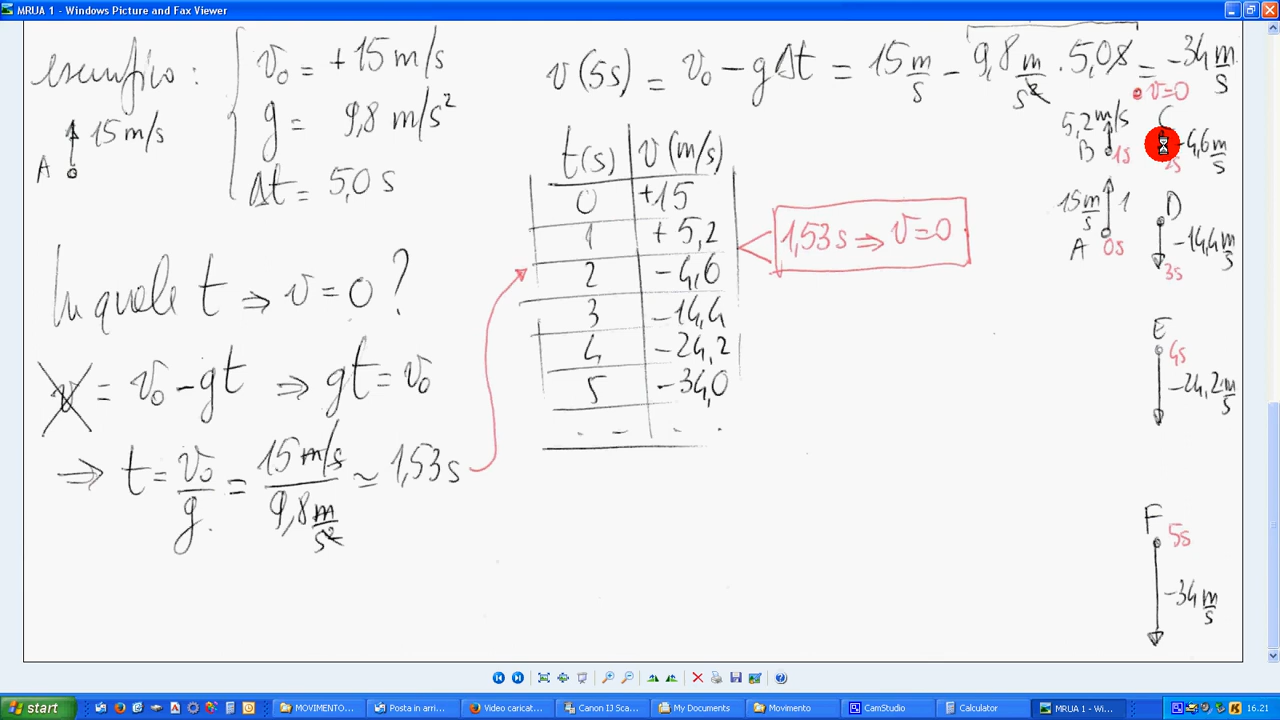 MRUA 1 - Windows Picture and Fax Viewer
esempio :
v₀ = +15 m/s
g = 9,8 m/s²
Δt = 5,0 s
15 m/s
A
v (5s) = v₀ - gΔt = 15 m/s - 9,8 m/s² · 5,0s = -34 m/s
t(s) v (m/s)
0 +15
1 + 5,2
2 - 4,6
3 - 14,4
4 - 24,2
5 - 34,0
. - - .
1,53 s ⇒ v = 0
In quale t ⇒ v = 0 ?
v = v₀ - gt ⇒ gt = v₀
⇒ t = v₀/g = 15 m/s / 9,8 m/s² ≃ 1,53 s
v=0
5,2 m/s
B 1s
C
-4,6 m/s
2s
15 m/s 1
A 0s
D
-14,4 m/s
3s
E
4s
-24,2 m/s
F
5s
-34 m/s
start
MOVIMENTO...
Posta in arri...
Video caricat...
Canon IJ Sca...
My Documents
Movimento
CamStudio
Calculator
MRUA 1 - Wi...
16.21